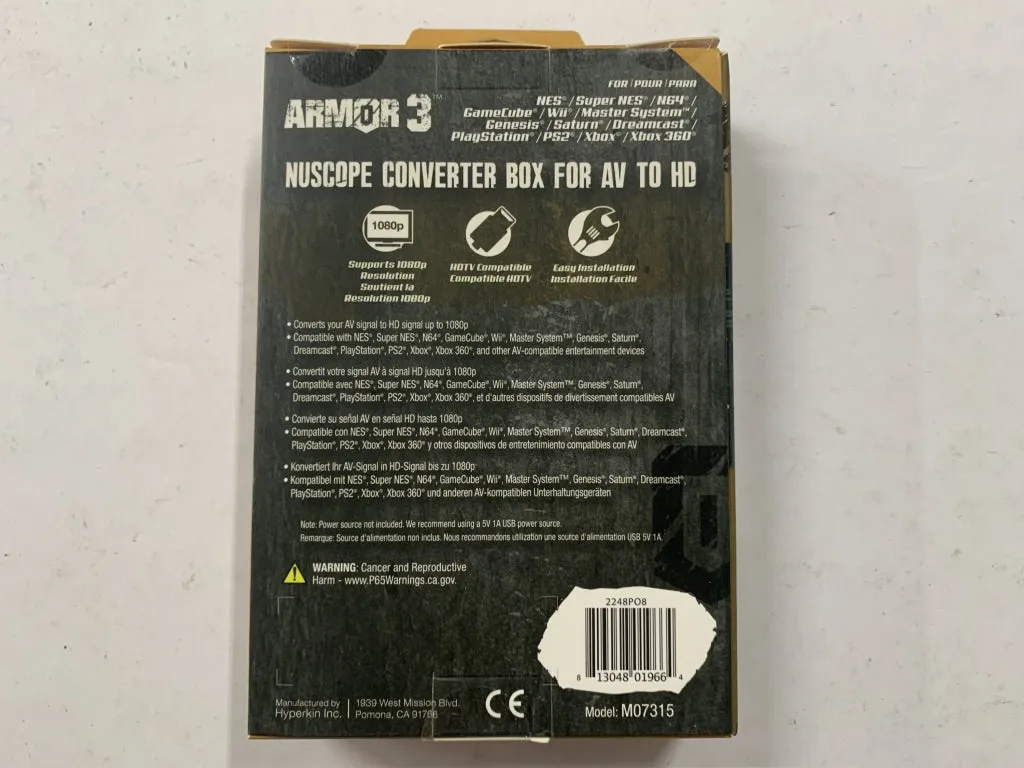 FOR / POUR / PARA
ARMOR 3™
NES® / Super NES® / N64® /
GameCube® / Wii® / Master System™ /
Genesis® / Saturn® / Dreamcast® /
PlayStation® / PS2® / Xbox® / Xbox 360®
NUSCOPE CONVERTER BOX FOR AV TO HD
1080p
Supports 1080p
Resolution
Soutient la
Resolution 1080p
HDTV Compatible
Compatible HDTV
Easy Installation
Installation Facile
• Converts your AV signal to HD signal up to 1080p
• Compatible with NES®, Super NES®, N64®, GameCube®, Wii®, Master System™, Genesis®, Saturn®,
Dreamcast®, PlayStation®, PS2®, Xbox®, Xbox 360®, and other AV-compatible entertainment devices
• Convertit votre signal AV à signal HD jusqu'à 1080p
• Compatible avec NES®, Super NES®, N64®, GameCube®, Wii®, Master System™, Genesis®, Saturn®,
Dreamcast®, PlayStation®, PS2®, Xbox®, Xbox 360®, et d'autres dispositifs de divertissement compatibles AV
• Convierte su señal AV en señal HD hasta 1080p
• Compatible con NES®, Super NES®, N64®, GameCube®, Wii®, Master System™, Genesis®, Saturn®, Dreamcast®,
PlayStation®, PS2®, Xbox®, Xbox 360® y otros dispositivos de entretenimiento compatibles con AV
• Konvertiert Ihr AV-Signal in HD-Signal bis zu 1080p
• Kompatibel mit NES®, Super NES®, N64®, GameCube®, Wii®, Master System™, Genesis®, Saturn®, Dreamcast®,
PlayStation®, PS2®, Xbox®, Xbox 360® und anderen AV-kompatiblen Unterhaltungsgeräten
Note: Power source not included. We recommend using a 5V 1A USB power source.
Remarque: Source d'alimentation non inclus. Nous recommandons utilization une source d'alimentation USB 5V 1A.
WARNING: Cancer and Reproductive
Harm - www.P65Warnings.ca.gov.
2248PO8
8 13048 01966 4
Manufactured by
Hyperkin Inc.
1939 West Mission Blvd.
Pomona, CA 91766
CE
Model: M07315